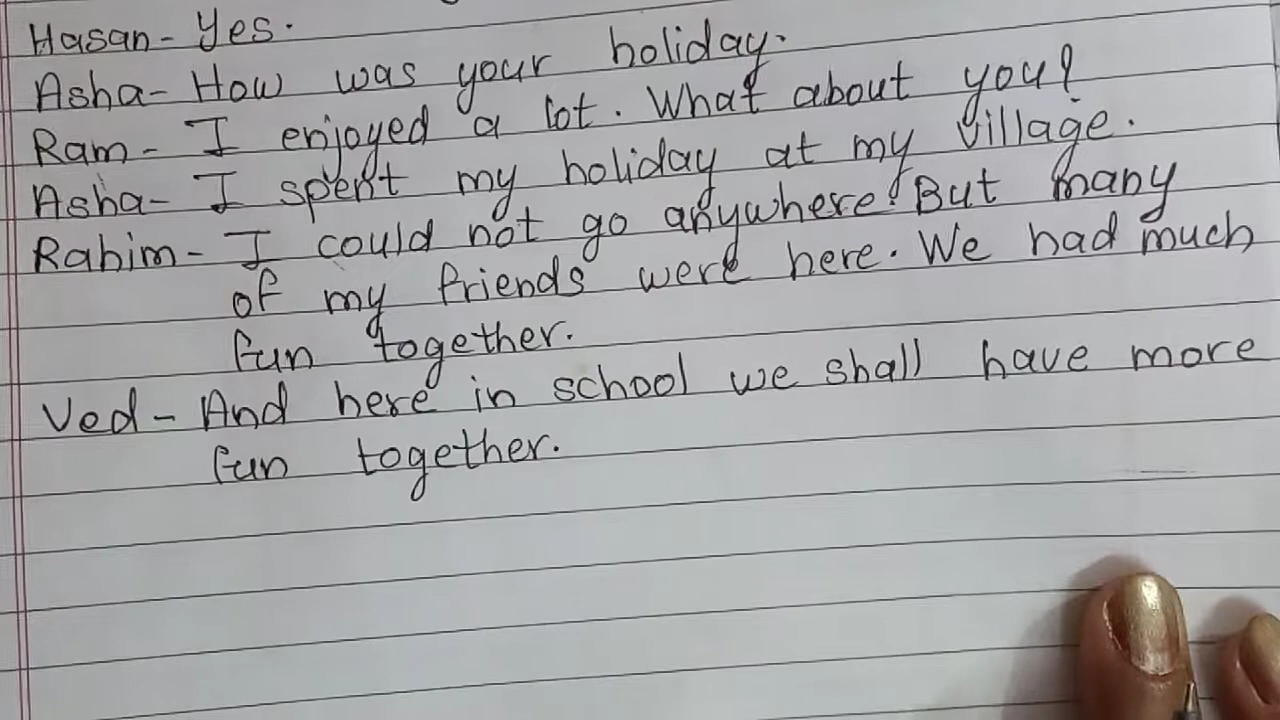 Hasan- Yes.
Asha- How was your holiday.
Ram- I enjoyed a lot. What about you?
Asha- I spent my holiday at my village.
Rahim- I could not go anywhere. But many
of my friends were here. We had much
fun together.
Ved- And here in school we shall have more
fun together.